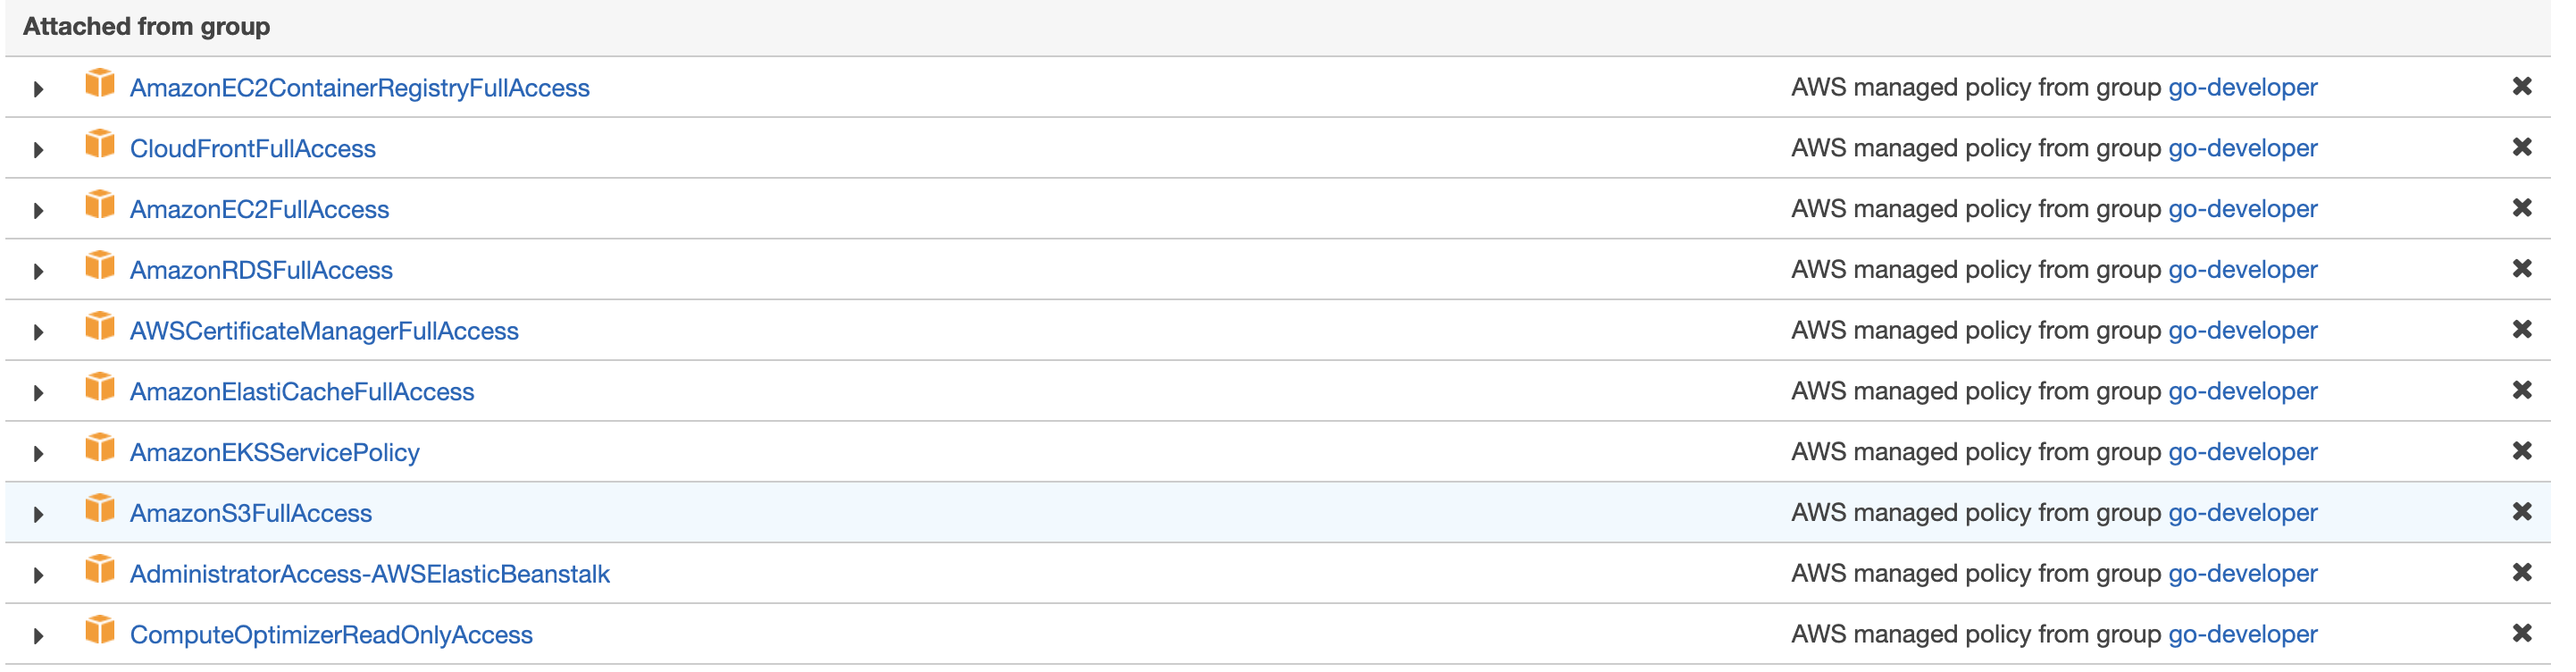 Attached from group
AmazonEC2ContainerRegistryFullAccess AWS managed policy from group go-developer
CloudFrontFullAccess AWS managed policy from group go-developer
AmazonEC2FullAccess AWS managed policy from group go-developer
AmazonRDSFullAccess AWS managed policy from group go-developer
AWSCertificateManagerFullAccess AWS managed policy from group go-developer
AmazonElastiCacheFullAccess AWS managed policy from group go-developer
AmazonEKSServicePolicy AWS managed policy from group go-developer
AmazonS3FullAccess AWS managed policy from group go-developer
AdministratorAccess-AWSElasticBeanstalk AWS managed policy from group go-developer
ComputeOptimizerReadOnlyAccess AWS managed policy from group go-developer